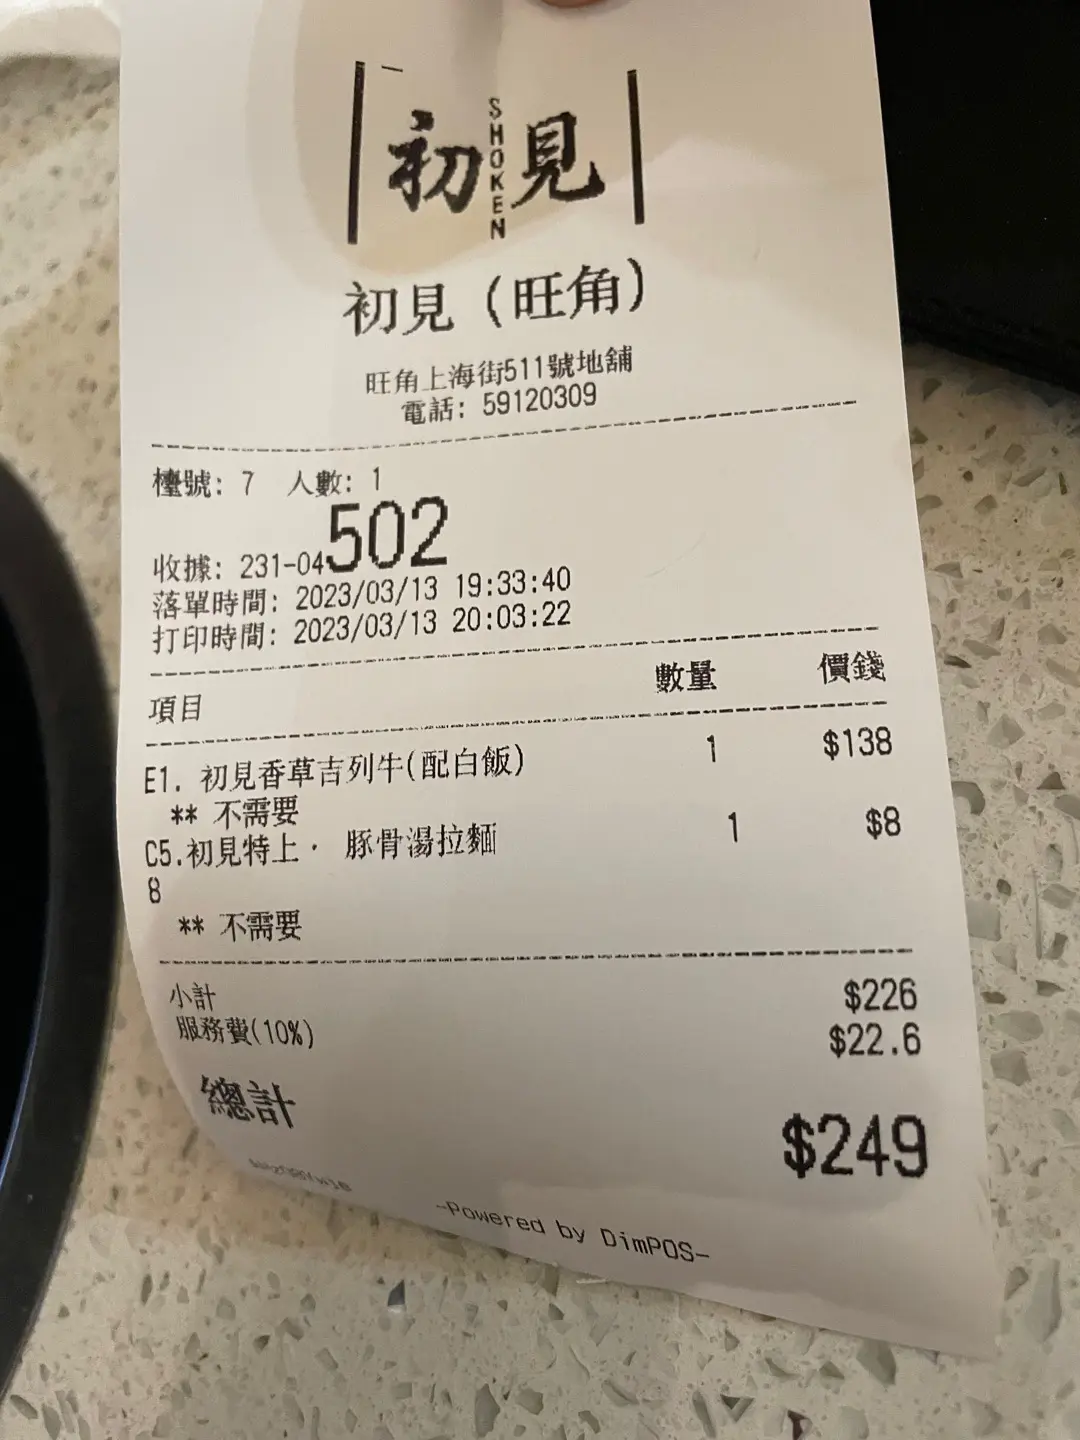 初 SHOKEN 見
初見 (旺角)
旺角上海街511號地舖
電話: 59120309
檯號: 7 人數: 1
收據: 231-04502
落單時間: 2023/03/13 19:33:40
打印時間: 2023/03/13 20:03:22
項目 數量 價錢
E1. 初見香草吉列牛(配白飯) 1 $138
** 不需要
C5.初見特上· 豚骨湯拉麵 1 $8
8
** 不需要
小計 $226
服務費(10%) $22.6
總計 $249
-Powered by DimPOS-